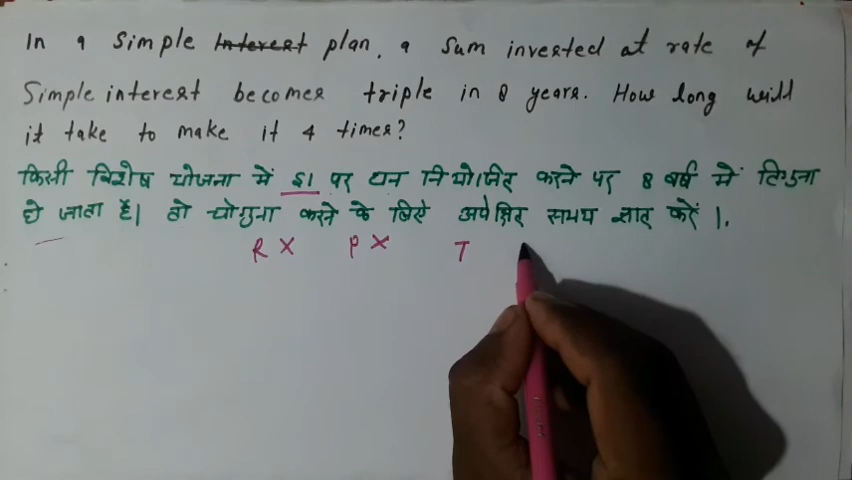 In a Simple Interest plan, a Sum invested at rate of
Simple interest becomes triple in 8 years. How long will
it take to make it 4 times?
किसी विशेष योजना में SI पर धन नियोजित करने पर 8 वर्ष में तिगुना
हो जाता है। तो चोगुना करने के लिए अपेक्षित समय ज्ञात करें।.
R X P X T